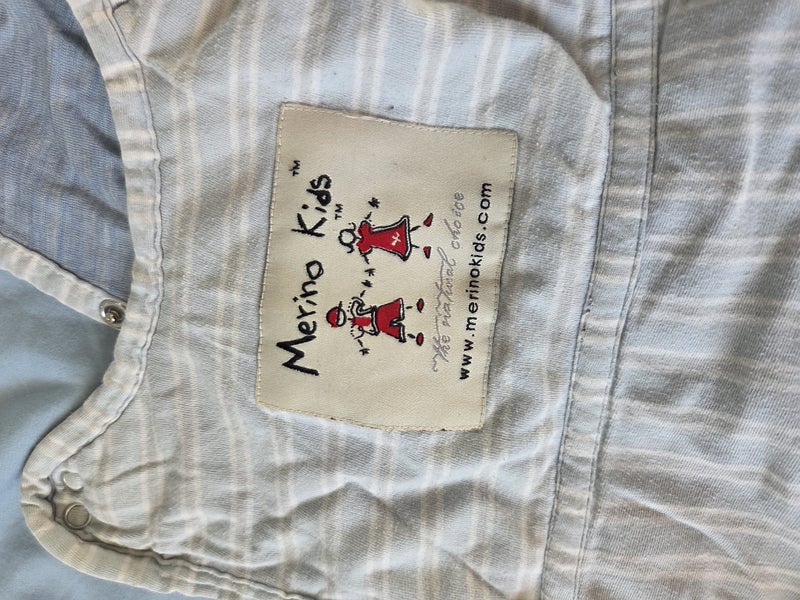 Merino Kids™
™
the natural choice
www.merinokids.com